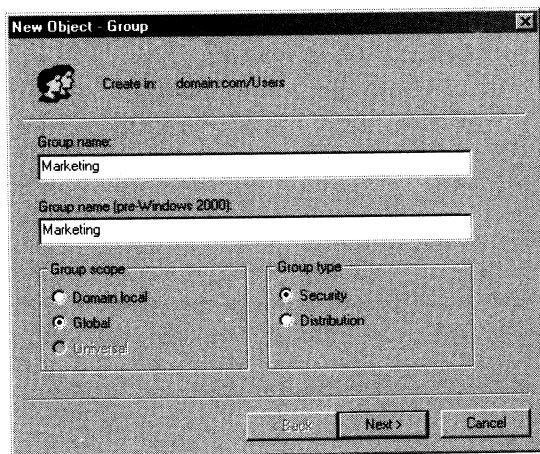 New Object - Group
Create in: domain.com/Users
Group name:
Marketing
Group name (pre-Windows 2000):
Marketing
Group scope
Domain local
Global
Universal
Group type
Security
Distribution
< Back
Next >
Cancel